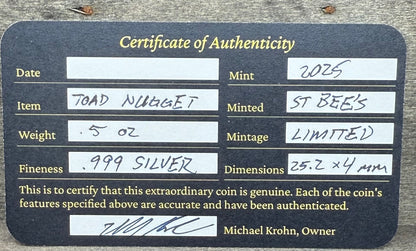 Certificate of Authenticity
Date Mint 2025
Item TOAD NUGGET Minted ST BEE'S
Weight .5 OZ Mintage LIMITED
Fineness .999 SILVER Dimensions 25.2 x 4 mm
This is to certify that this extraordinary coin is genuine. Each of the coin's
features specified above are accurate and have been authenticated.
Michael Krohn, Owner